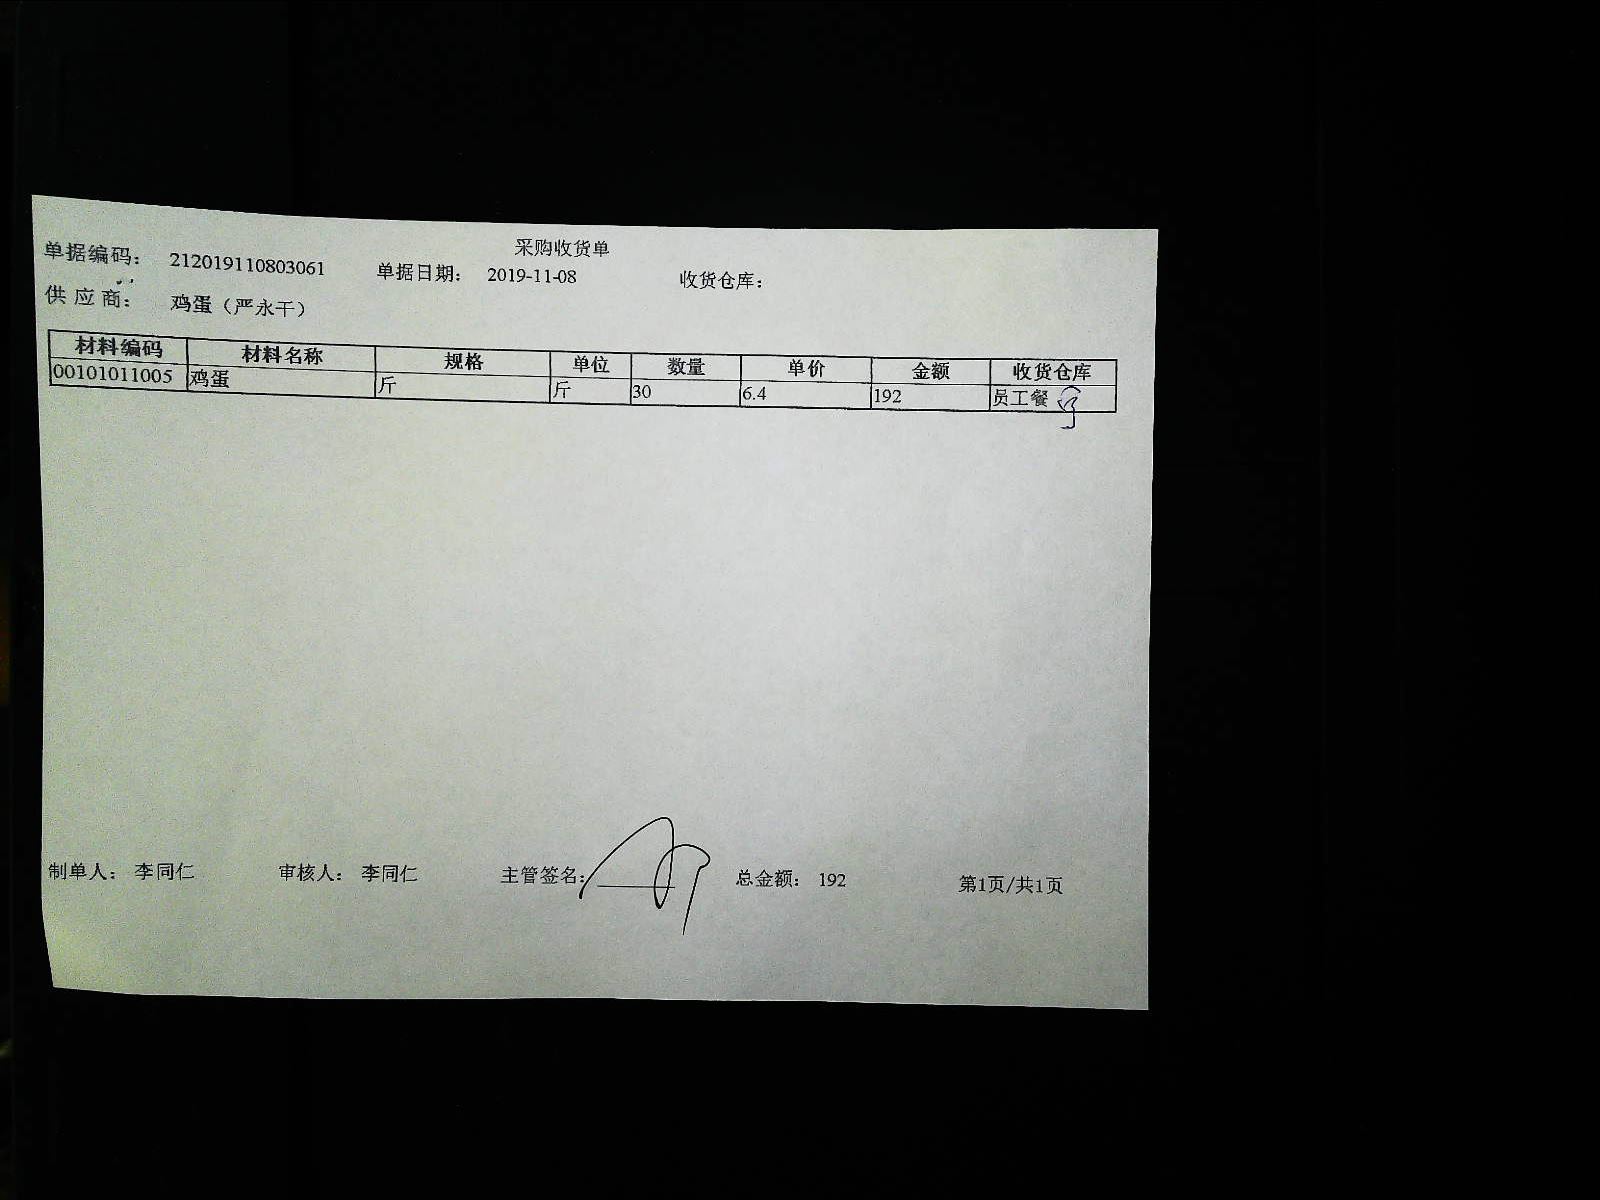 采购收货单
单据编码: 212019110803061 单据日期: 2019-11-08 收货仓库:
供应商: 鸡蛋（严永干）
材料编码 材料名称 规格 单位 数量 单价 金额 收货仓库
00101011005 鸡蛋 斤 斤 30 6.4 192 员工餐
制单人: 李同仁 审核人: 李同仁 主管签名: 总金额: 192 第1页/共1页